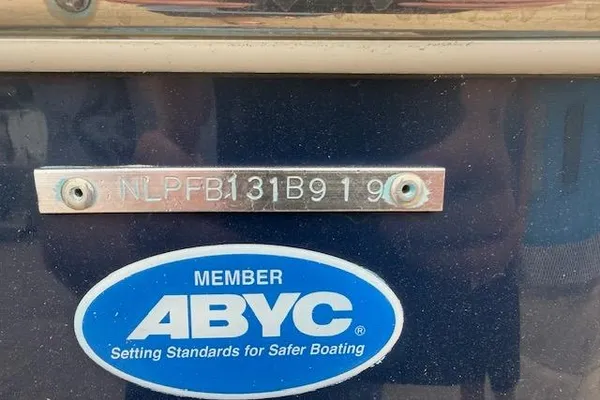 NLPFB131B919
MEMBER
ABYC®
Setting Standards for Safer Boating